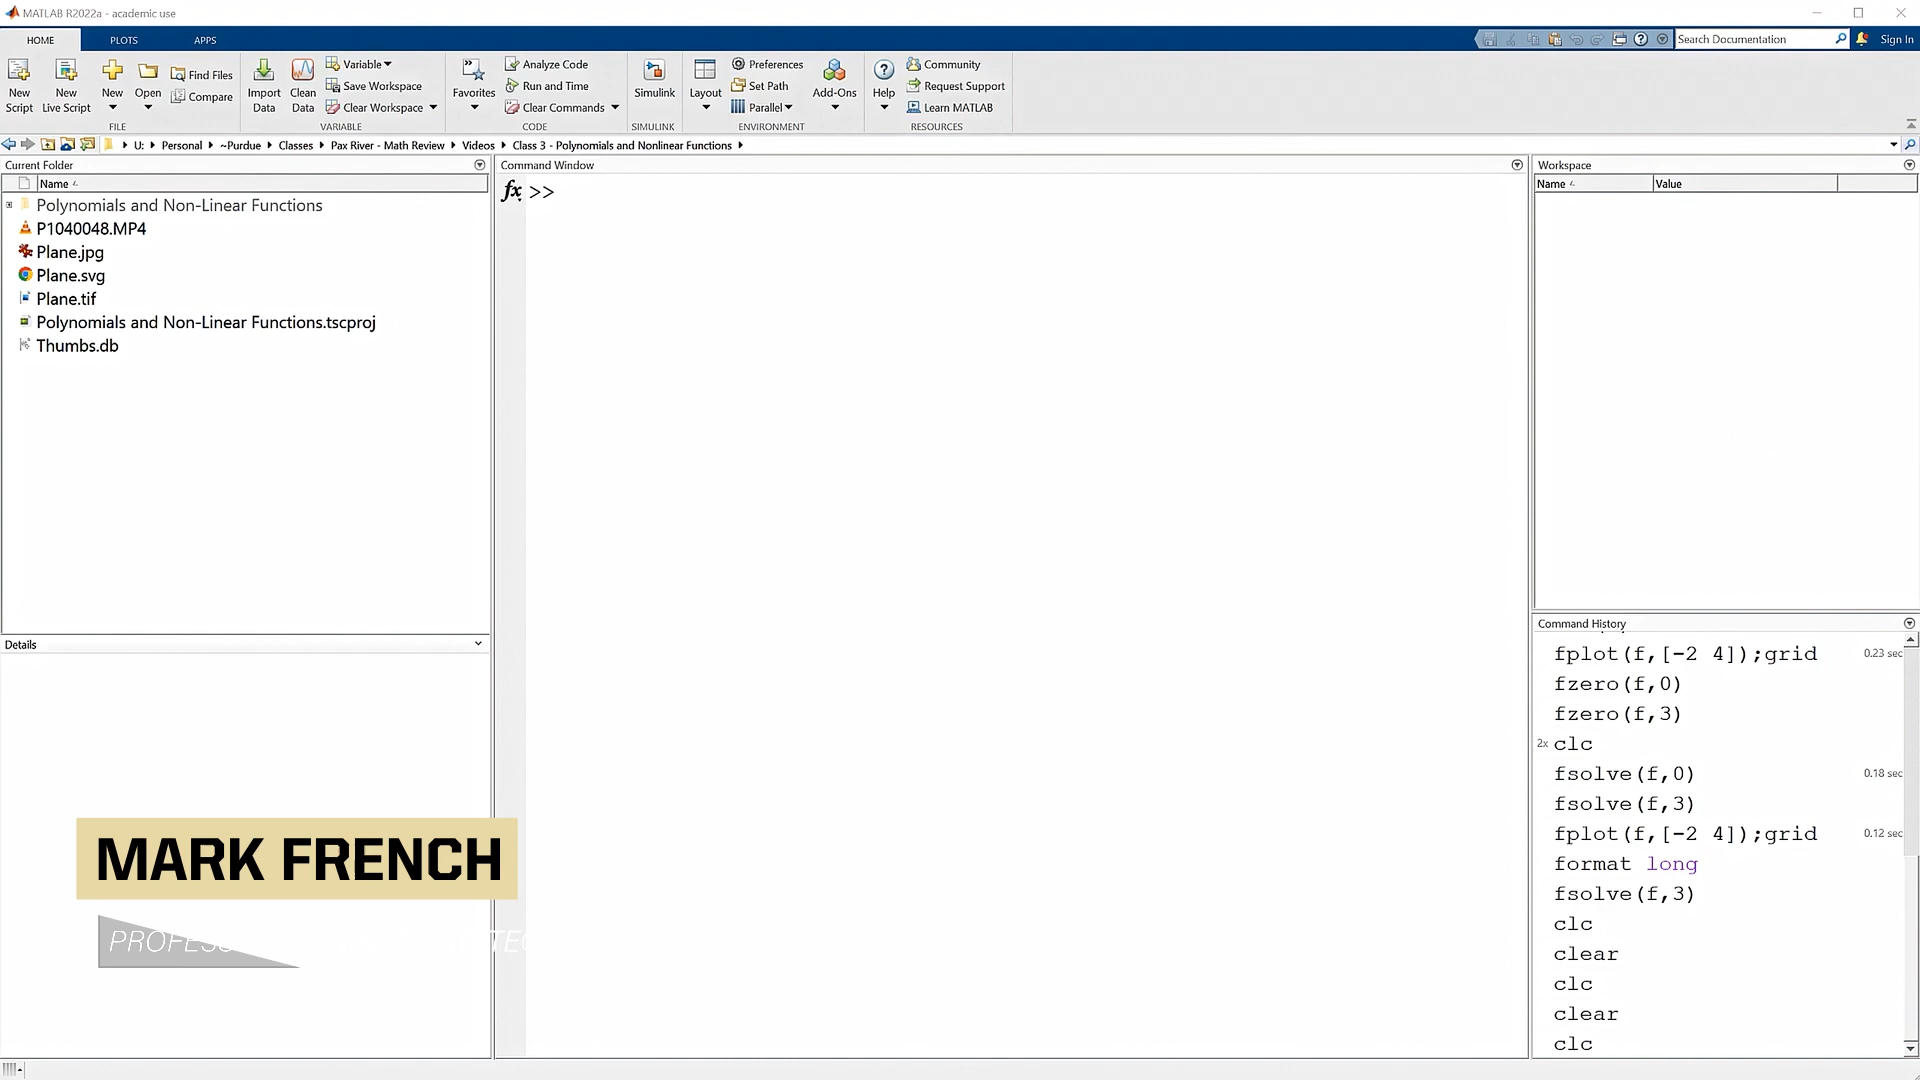 MATLAB R2022a - academic use
HOME PLOTS APPS
Search Documentation
Sign In
New Script
New Live Script
New
Open
Find Files
Compare
FILE
Import Data
Clean Data
Variable
Save Workspace
Clear Workspace
VARIABLE
Favorites
Analyze Code
Run and Time
Clear Commands
CODE
Simulink
SIMULINK
Layout
Preferences
Set Path
Parallel
Add-Ons
ENVIRONMENT
Help
Community
Request Support
Learn MATLAB
RESOURCES
U: Personal ~Purdue Classes Pax River - Math Review Videos Class 3 - Polynomials and Nonlinear Functions
Current Folder
Name
Polynomials and Non-Linear Functions
P1040048.MP4
Plane.jpg
Plane.svg
Plane.tif
Polynomials and Non-Linear Functions.tscproj
Thumbs.db
Details
MARK FRENCH
Command Window
fx >>
Workspace
Name Value
Command History
fplot(f,[-2 4]);grid 0.23 sec
fzero(f,0)
fzero(f,3)
2x clc
fsolve(f,0) 0.18 sec
fsolve(f,3)
fplot(f,[-2 4]);grid 0.12 sec
format long
fsolve(f,3)
clc
clear
clc
clear
clc